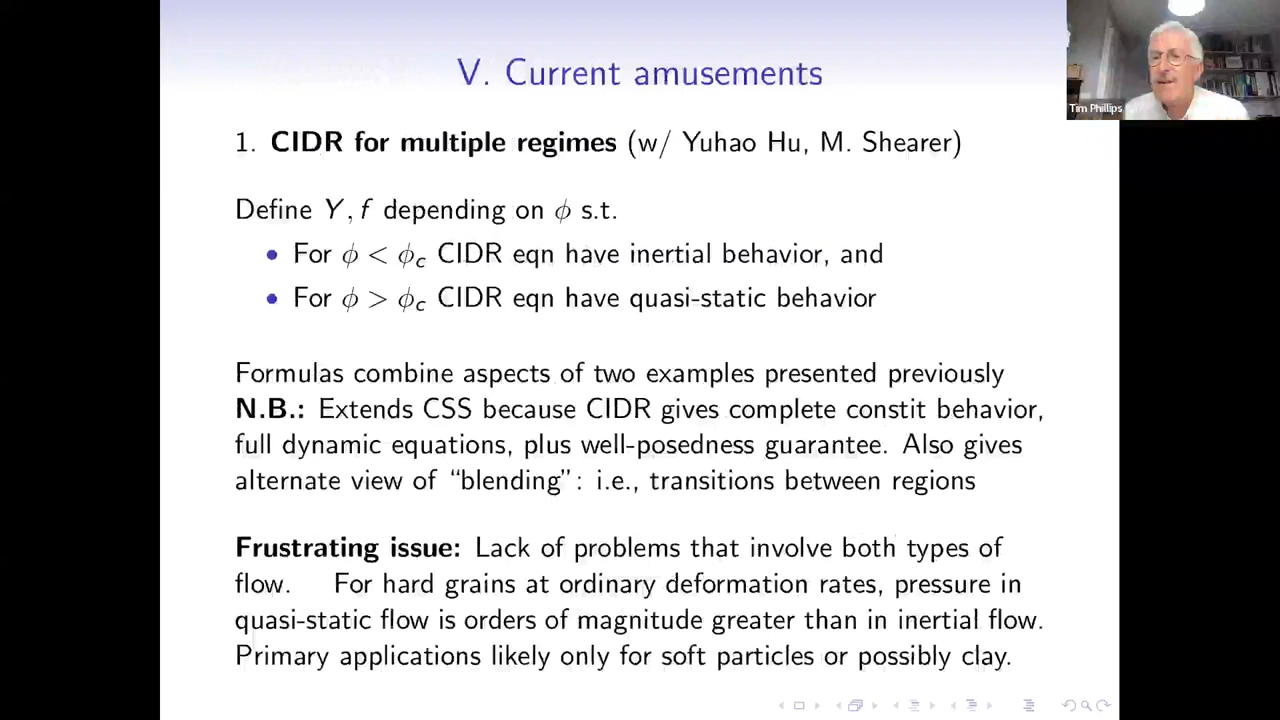 V. Current amusements
Tim Phillips
1. CIDR for multiple regimes (w/ Yuhao Hu, M. Shearer)
Define Y, f depending on ϕ s.t.
• For ϕ < ϕc CIDR eqn have inertial behavior, and
• For ϕ > ϕc CIDR eqn have quasi-static behavior
Formulas combine aspects of two examples presented previously
N.B.: Extends CSS because CIDR gives complete constit behavior,
full dynamic equations, plus well-posedness guarantee. Also gives
alternate view of “blending”: i.e., transitions between regions
Frustrating issue: Lack of problems that involve both types of
flow. For hard grains at ordinary deformation rates, pressure in
quasi-static flow is orders of magnitude greater than in inertial flow.
Primary applications likely only for soft particles or possibly clay.